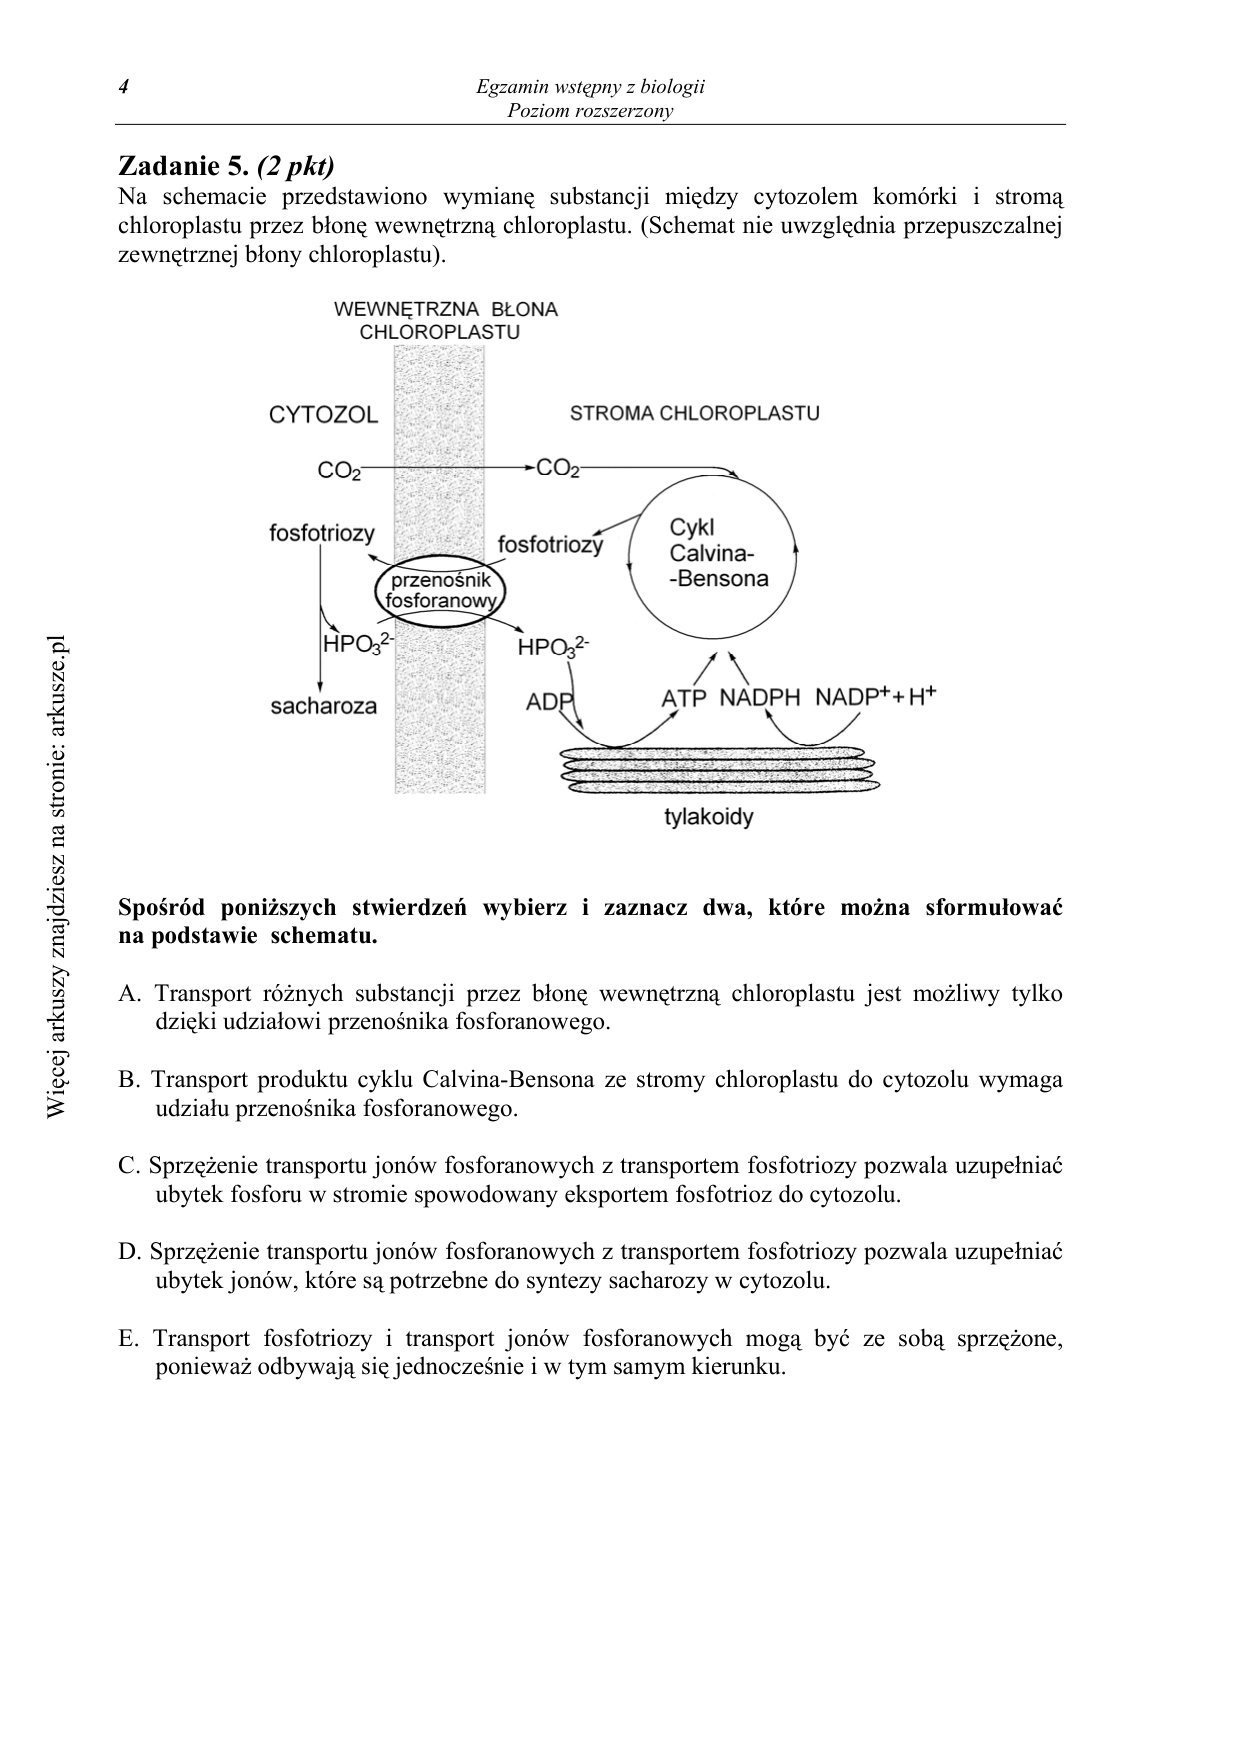 4
Egzamin wstępny z biologii
Poziom rozszerzony
Zadanie 5. (2 pkt)
Na schemacie przedstawiono wymianę substancji między cytozolem komórki i stromą
chloroplastu przez błonę wewnętrzną chloroplastu. (Schemat nie uwzględnia przepuszczalnej
zewnętrznej błony chloroplastu).
WEWNĘTRZNA BŁONA
CHLOROPLASTU
CYTOZOL
STROMA CHLOROPLASTU
CO2
CO2
fosfotriozy
fosfotriozy
Cykl
Calvina-
-Bensona
przenośnik
fosforanowy
HPO3 2-
HPO3 2-
sacharoza
ADP
ATP NADPH NADP+ + H+
tylakoidy
Spośród poniższych stwierdzeń wybierz i zaznacz dwa, które można sformułować
na podstawie schematu.
A. Transport różnych substancji przez błonę wewnętrzną chloroplastu jest możliwy tylko
dzięki udziałowi przenośnika fosforanowego.
B. Transport produktu cyklu Calvina-Bensona ze stromy chloroplastu do cytozolu wymaga
udziału przenośnika fosforanowego.
C. Sprzężenie transportu jonów fosforanowych z transportem fosfotriozy pozwala uzupełniać
ubytek fosforu w stromie spowodowany eksportem fosfotrioz do cytozolu.
D. Sprzężenie transportu jonów fosforanowych z transportem fosfotriozy pozwala uzupełniać
ubytek jonów, które są potrzebne do syntezy sacharozy w cytozolu.
E. Transport fosfotriozy i transport jonów fosforanowych mogą być ze sobą sprzężone,
ponieważ odbywają się jednocześnie i w tym samym kierunku.
Więcej arkuszy znajdziesz na stronie: arkusze.pl